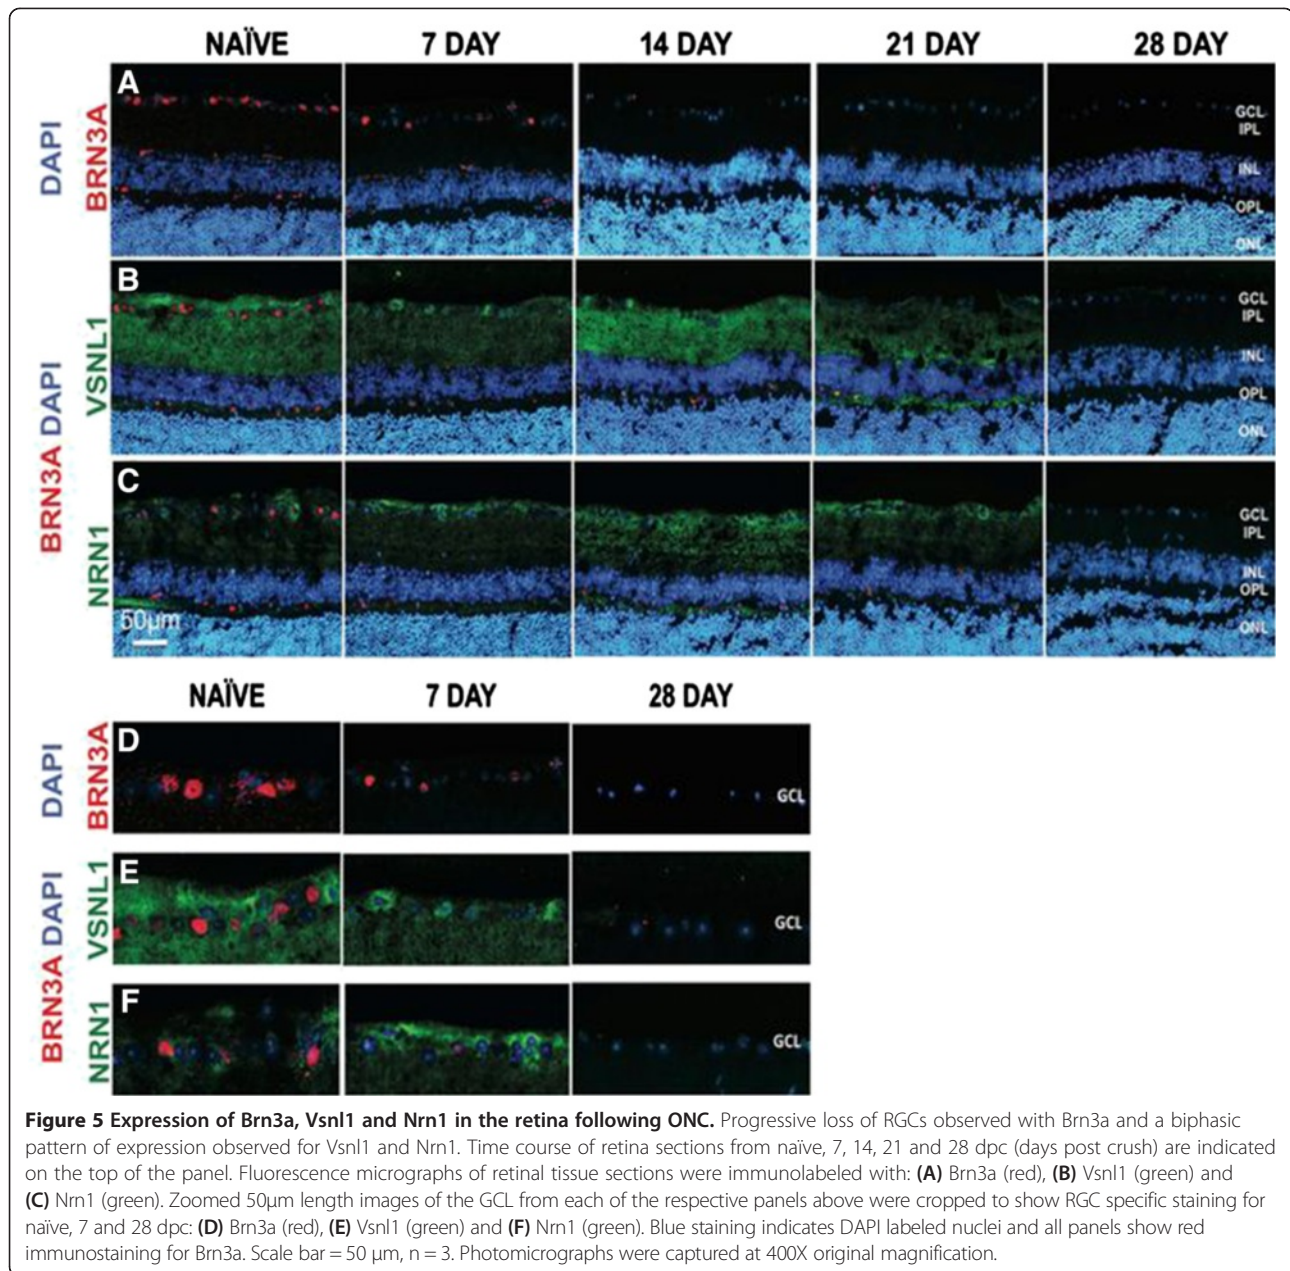 NAÏVE 7 DAY 14 DAY 21 DAY 28 DAY
DAPI BRN3A
A
GCL
IPL
INL
OPL
ONL
BRN3A DAPI
VSNL1
B
GCL
IPL
INL
OPL
ONL
NRN1
C
50µm
GCL
IPL
INL
OPL
ONL
NAÏVE 7 DAY 28 DAY
DAPI BRN3A
D
GCL
BRN3A DAPI
VSNL1
E
GCL
NRN1
F
GCL
Figure 5 Expression of Brn3a, Vsnl1 and Nrn1 in the retina following ONC. Progressive loss of RGCs observed with Brn3a and a biphasic
pattern of expression observed for Vsnl1 and Nrn1. Time course of retina sections from naïve, 7, 14, 21 and 28 dpc (days post crush) are indicated
on the top of the panel. Fluorescence micrographs of retinal tissue sections were immunolabeled with: (A) Brn3a (red), (B) Vsnl1 (green) and
(C) Nrn1 (green). Zoomed 50µm length images of the GCL from each of the respective panels above were cropped to show RGC specific staining for
naïve, 7 and 28 dpc: (D) Brn3a (red), (E) Vsnl1 (green) and (F) Nrn1 (green). Blue staining indicates DAPI labeled nuclei and all panels show red
immunostaining for Brn3a. Scale bar = 50 µm, n = 3. Photomicrographs were captured at 400X original magnification.